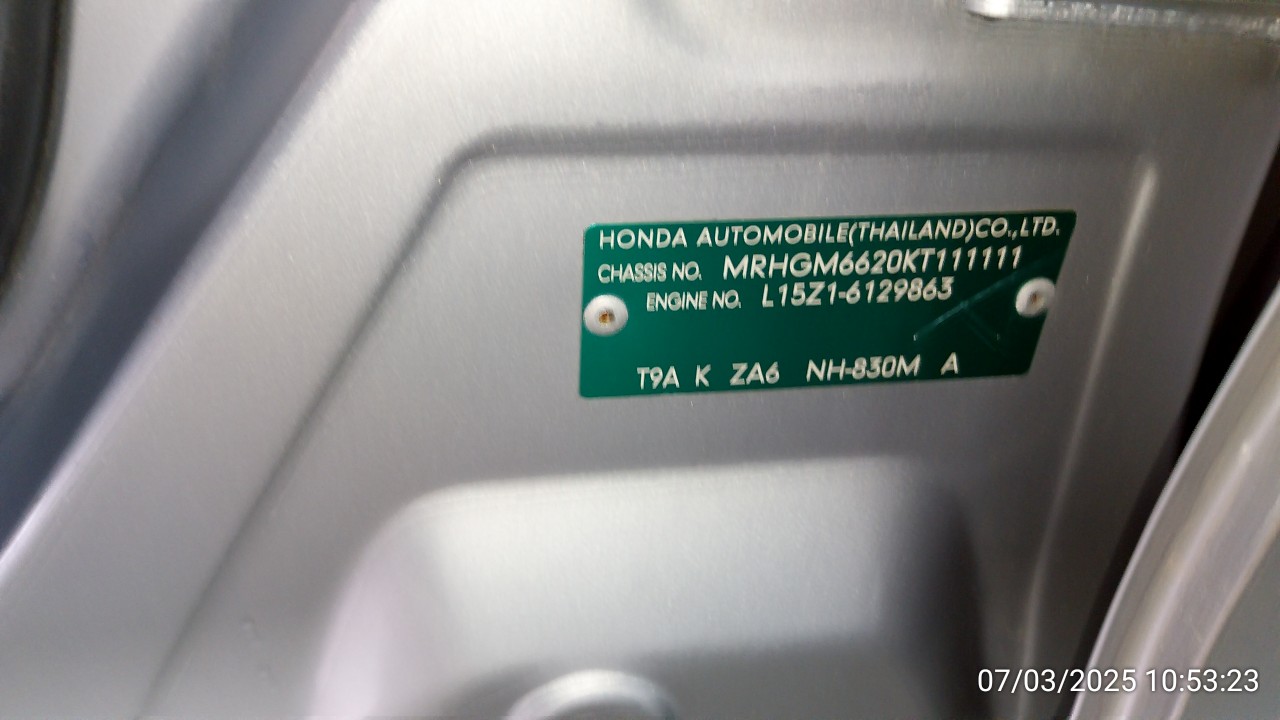 HONDA AUTOMOBILE(THAILAND)CO.,LTD.
CHASSIS NO. MRHGM6620KT111111
ENGINE NO. L15Z1-6129863
T9A K ZA6 NH-830M A
07/03/2025 10:53:23